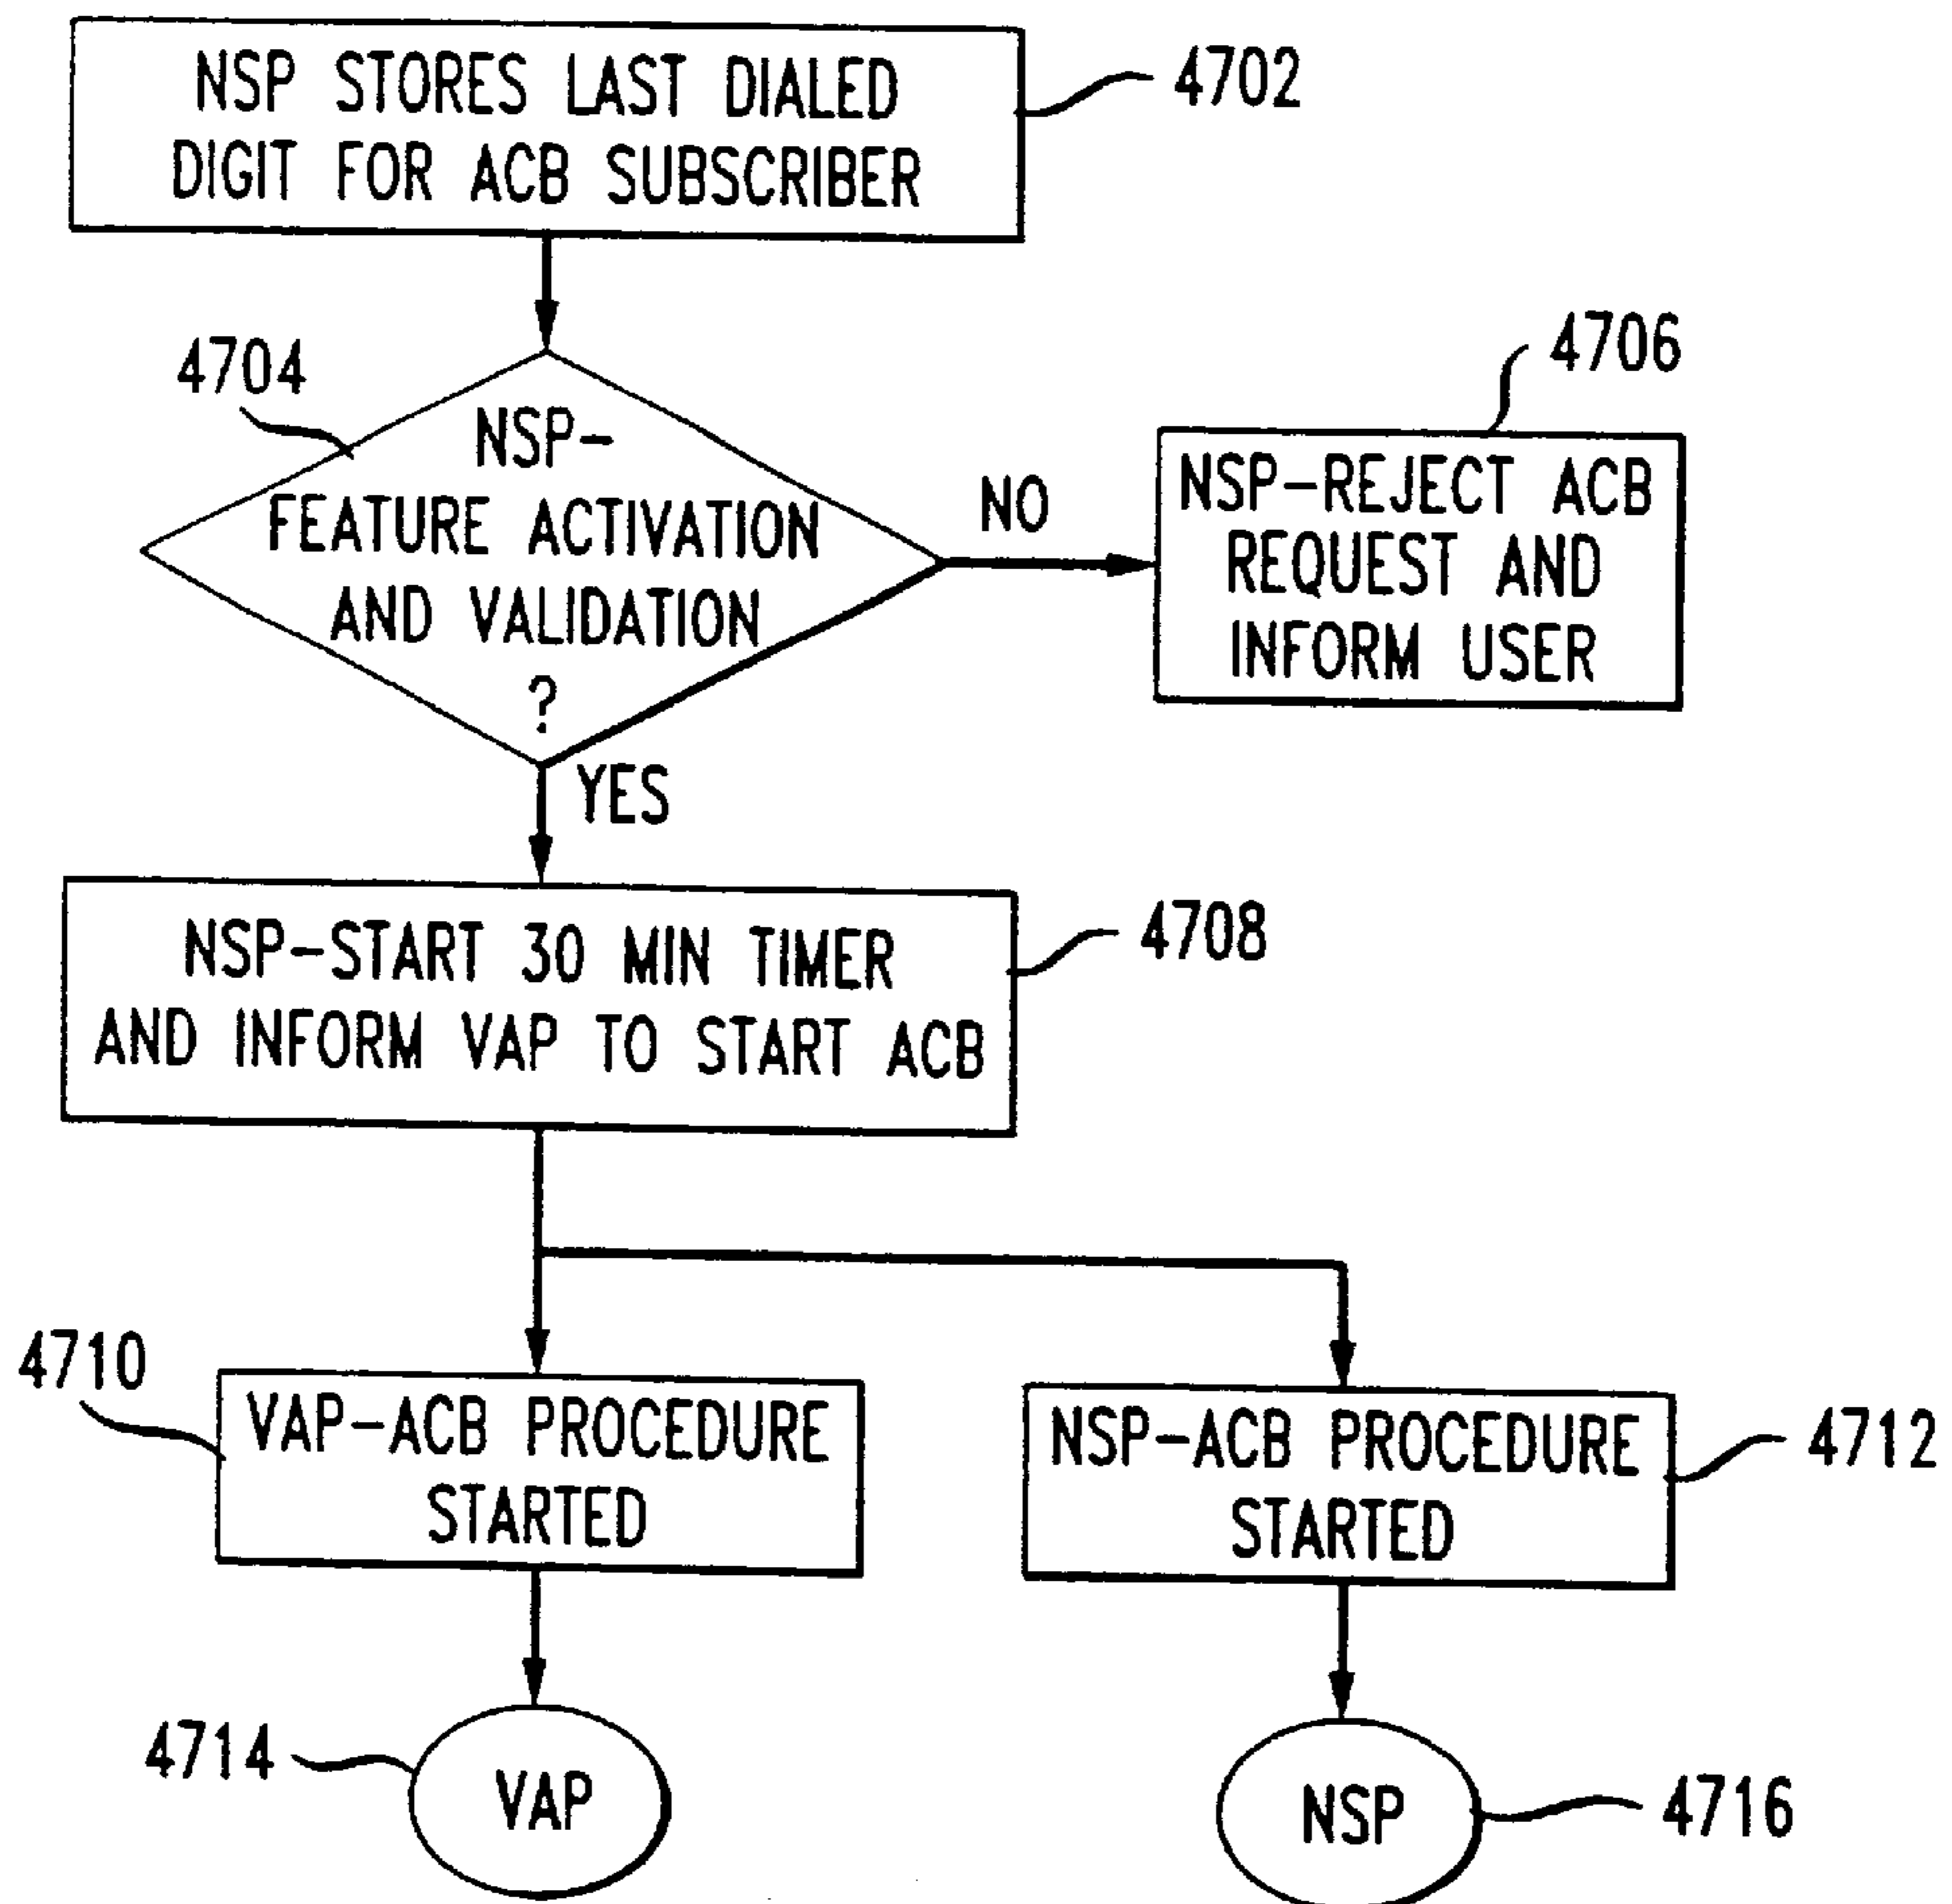 NSP STORES LAST DIALED
DIGIT FOR ACB SUBSCRIBER
4702
4704
NSP-
FEATURE ACTIVATION
AND VALIDATION
?
NO
4706
NSP-REJECT ACB
REQUEST AND
INFORM USER
YES
NSP-START 30 MIN TIMER
AND INFORM VAP TO START ACB
4708
4710
VAP-ACB PROCEDURE
STARTED
NSP-ACB PROCEDURE
STARTED
4712
4714
VAP
NSP
4716